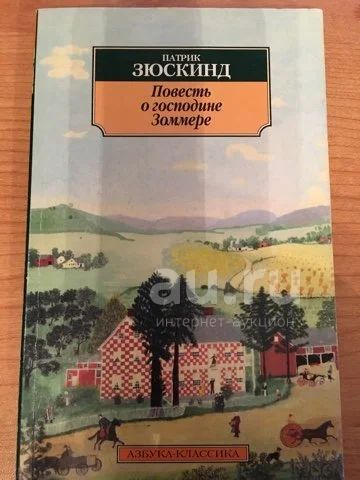 ПАТРИК
ЗЮСКИНД
Повесть
о господине
Зоммере
au.ru
интернет-аукцион
АЗБУКА-КЛАССИКА